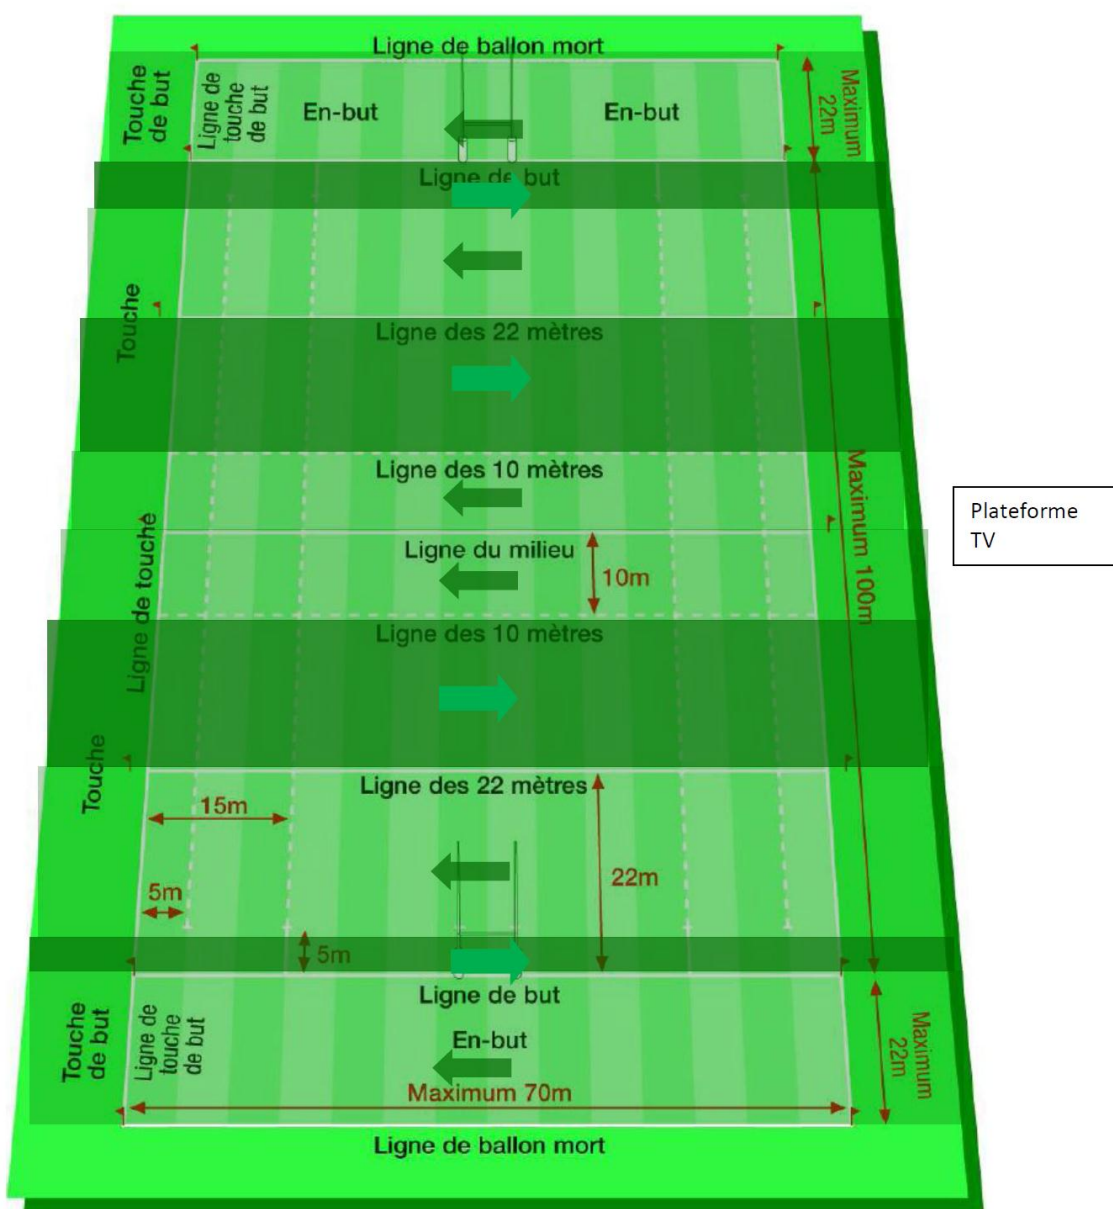 Ligne de ballon mort
Touche
de but
Ligne de
touche
de but
En-but
En-but
Maximum
22m
Ligne de but
Touche
Ligne des 22 mètres
Ligne des 10 mètres
Maximum 100m
Plateforme
TV
Ligne de touche
Ligne du milieu
10m
Ligne des 10 mètres
Touche
Ligne des 22 mètres
15m
22m
5m
5m
Ligne de but
Touche
de but
Ligne de
touche
de but
En-but
Maximum
22m
Maximum 70m
Ligne de ballon mort